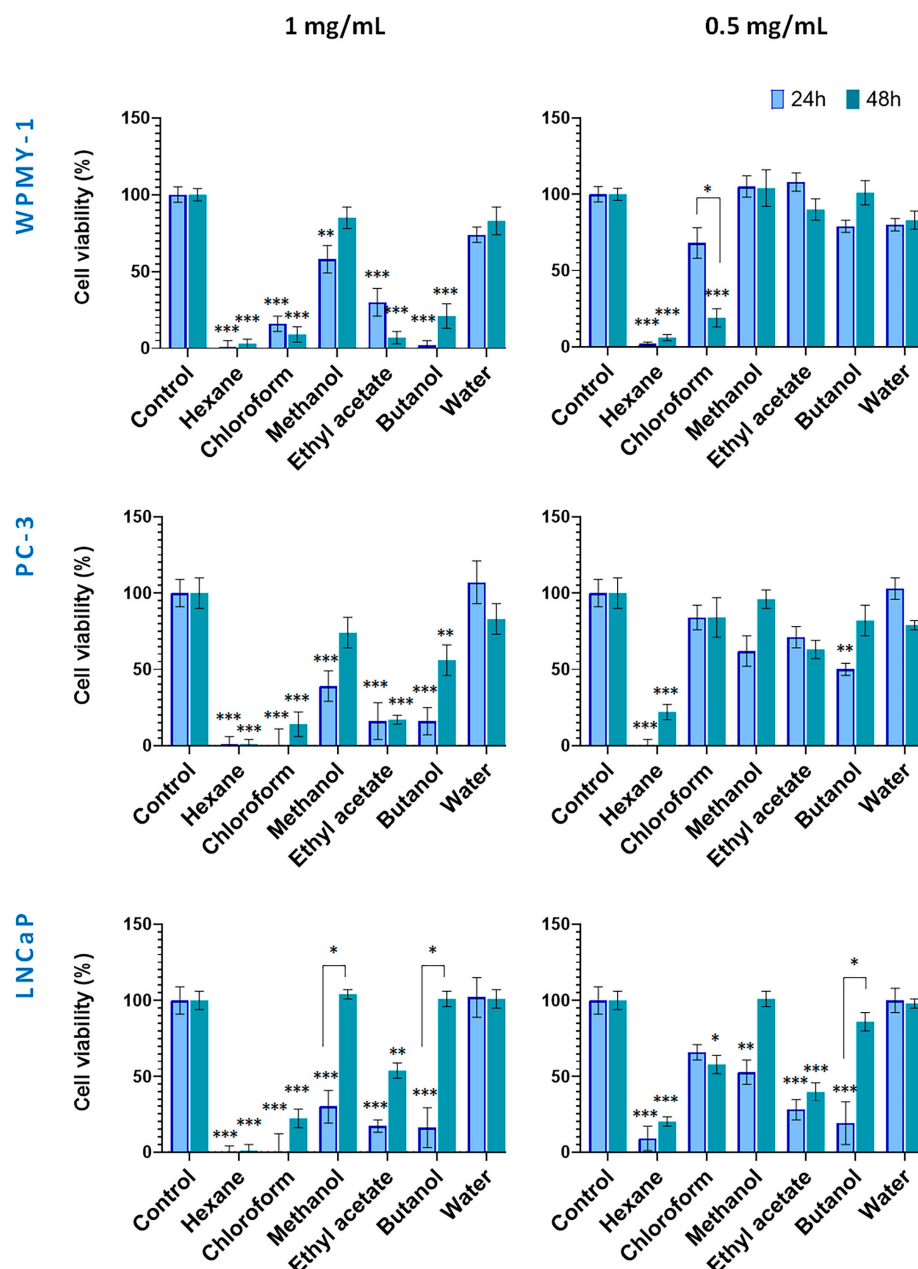 1 mg/mL 0.5 mg/mL
24h 48h
WPMY-1
Cell viability (%)
150
100
50
0
*** *** *** *** ** *** *** *** ***
Control Hexane Chloroform Methanol Ethyl acetate Butanol Water
150
100
50
0
*** *** * ***
Control Hexane Chloroform Methanol Ethyl acetate Butanol Water
PC-3
Cell viability (%)
150
100
50
0
*** *** *** *** *** *** *** *** **
Control Hexane Chloroform Methanol Ethyl acetate Butanol Water
150
100
50
0
*** *** **
Control Hexane Chloroform Methanol Ethyl acetate Butanol Water
LNCaP
Cell viability (%)
150
100
50
0
*** *** *** *** *** * *** ** *** *
Control Hexane Chloroform Methanol Ethyl acetate Butanol Water
150
100
50
0
*** *** * ** *** *** *** *
Control Hexane Chloroform Methanol Ethyl acetate Butanol Water